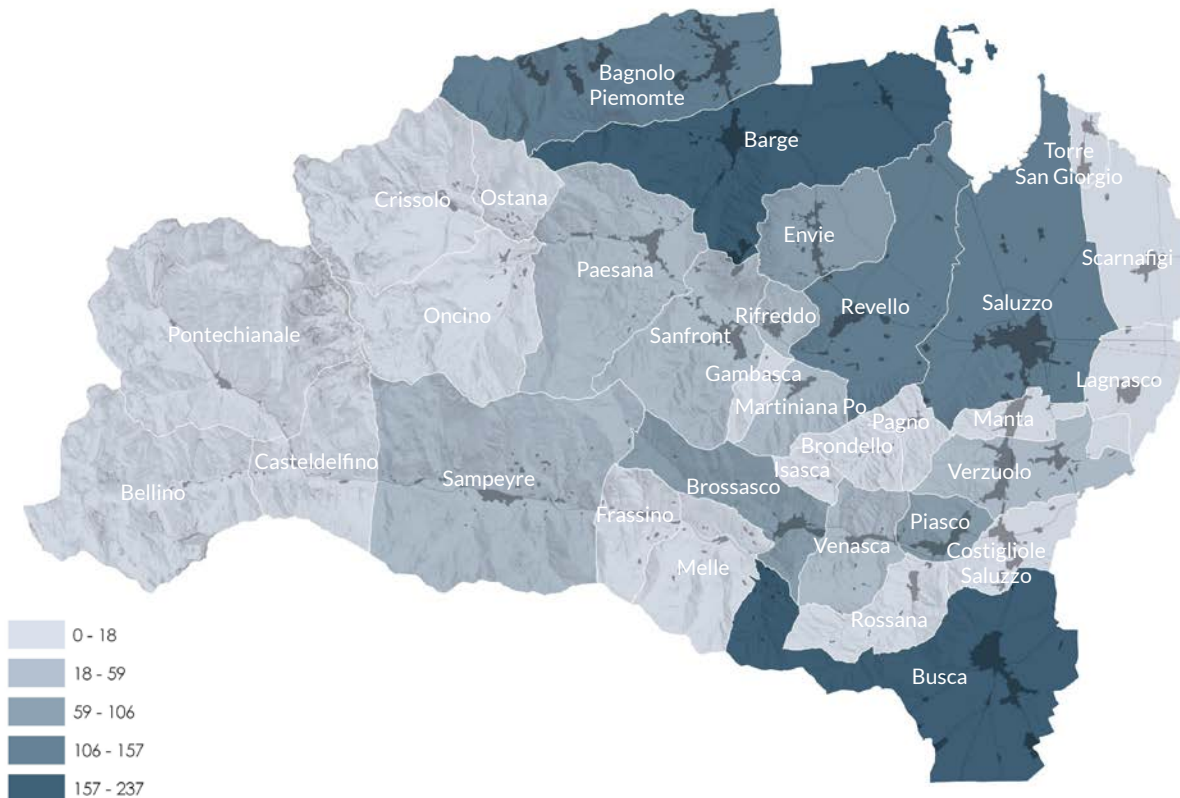 Bagnolo
Piemomte
Barge
Torre
San Giorgio
Crissolo
Ostana
Envie
Scarnafigi
Paesana
Revello
Saluzzo
Oncino
Rifreddo
Pontechianale
Sanfront
Gambasca
Lagnasco
Martiniana Po
Pagno
Manta
Brondello
Casteldelfino
Isasca
Verzuolo
Bellino
Sampeyre
Brossasco
Frassino
Piasco
Venasca
Costigliole
Saluzzo
Melle
Rossana
Busca
0 - 18
18 - 59
59 - 106
106 - 157
157 - 237